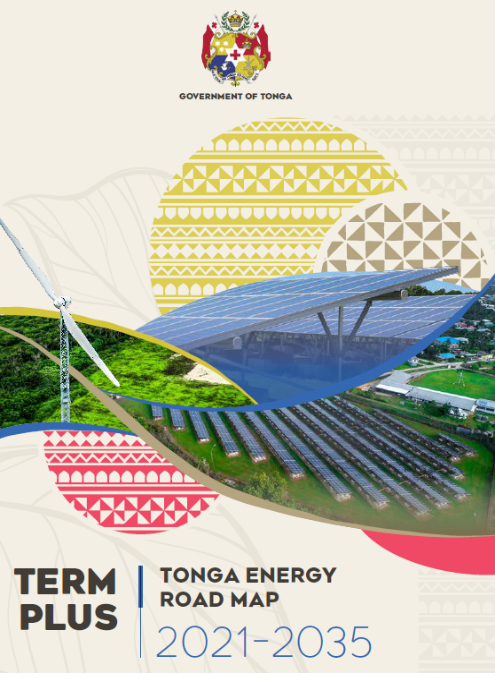 GOVERNMENT OF TONGA
TERM
PLUS
TONGA ENERGY
ROAD MAP
2021-2035